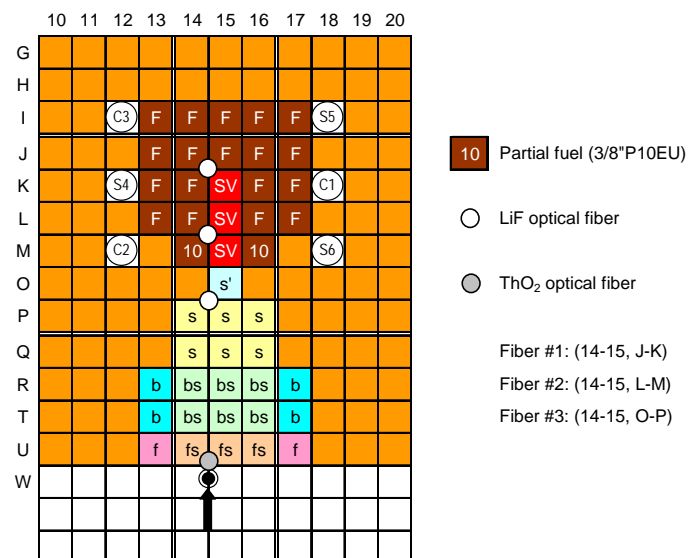 10 11 12 13 14 15 16 17 18 19 20
G
H
I C3 F F F F F S5
J F F F F F
K S4 F F SV F F C1
L F F SV F F
M C2 10 SV 10 S6
O s'
P s s s
Q s s s
R b bs bs bs b
T b bs bs bs b
U f fs fs fs f
W
10 Partial fuel (3/8"P10EU)
LiF optical fiber
ThO₂ optical fiber
Fiber #1: (14-15, J-K)
Fiber #2: (14-15, L-M)
Fiber #3: (14-15, O-P)